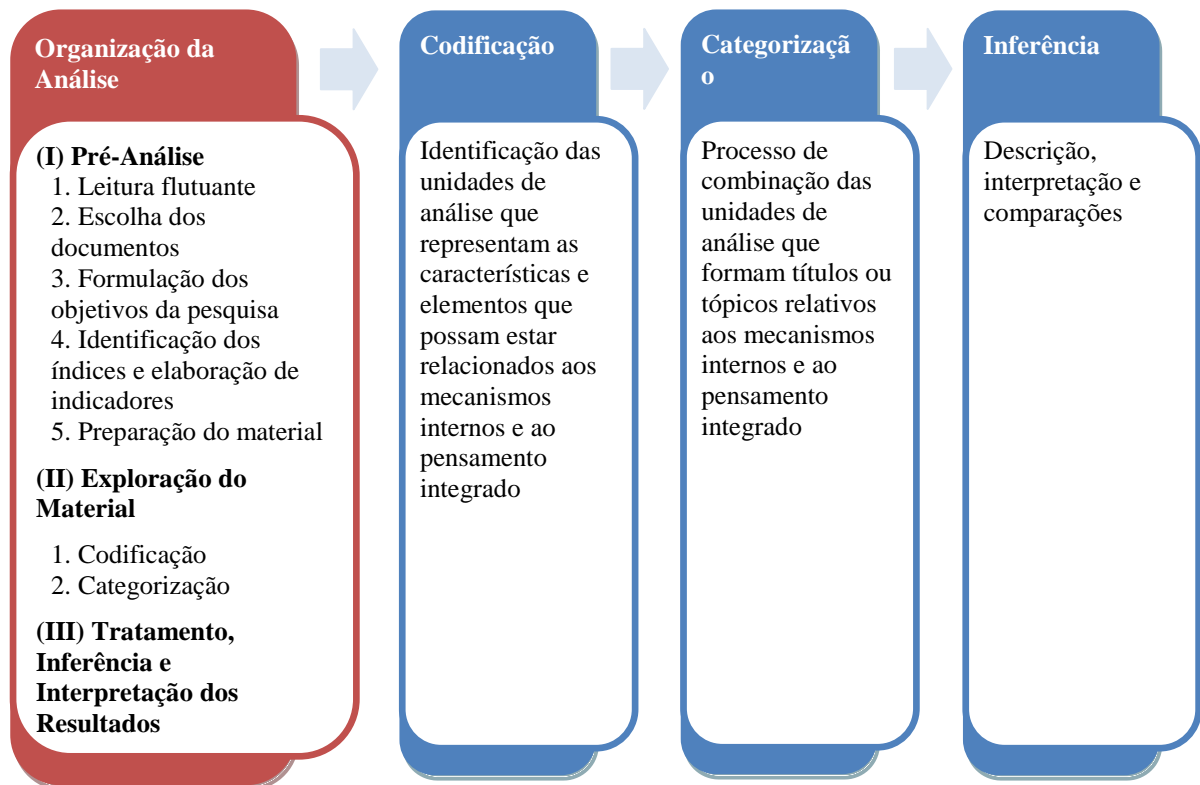 Organização da
Análise
(I) Pré-Análise
1. Leitura flutuante
2. Escolha dos
documentos
3. Formulação dos
objetivos da pesquisa
4. Identificação dos
índices e elaboração de
indicadores
5. Preparação do material
(II) Exploração do
Material
1. Codificação
2. Categorização
(III) Tratamento,
Inferência e
Interpretação dos
Resultados
Codificação
Identificação das
unidades de
análise que
representam as
características e
elementos que
possam estar
relacionados aos
mecanismos
internos e ao
pensamento
integrado
Categorizaçã
o
Processo de
combinação das
unidades de
análise que
formam títulos ou
tópicos relativos
aos mecanismos
internos e ao
pensamento
integrado
Inferência
Descrição,
interpretação e
comparações